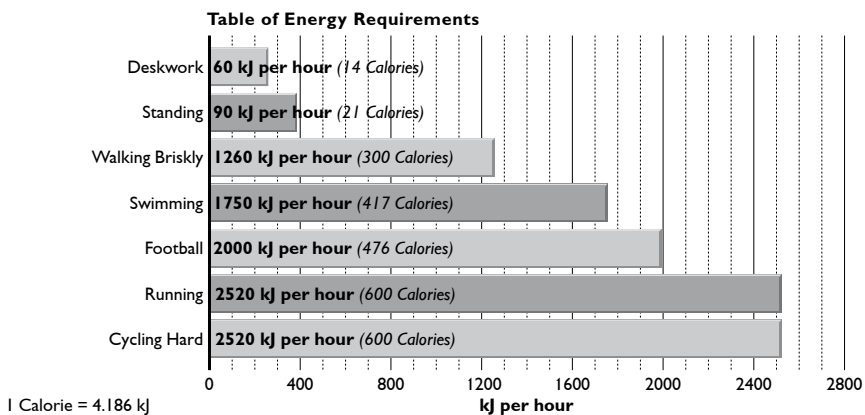 Table of Energy Requirements
Deskwork 60 kJ per hour (14 Calories)
Standing 90 kJ per hour (21 Calories)
Walking Briskly 1260 kJ per hour (300 Calories)
Swimming 1750 kJ per hour (417 Calories)
Football 2000 kJ per hour (476 Calories)
Running 2520 kJ per hour (600 Calories)
Cycling Hard 2520 kJ per hour (600 Calories)
0 400 800 1200 1600 2000 2400 2800
1 Calorie = 4.186 kJ kJ per hour